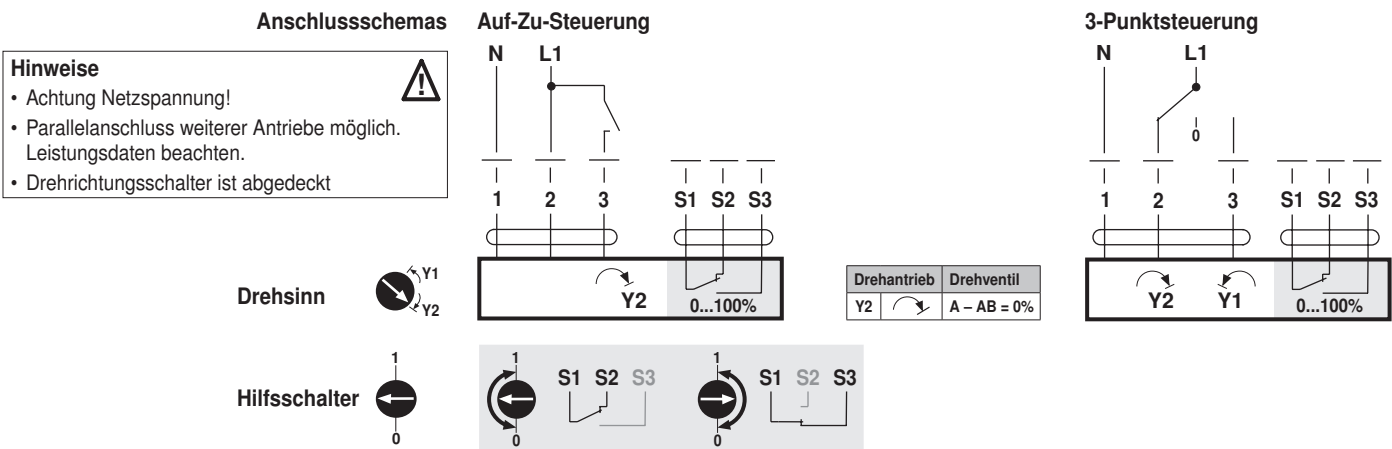 Anschlussschemas
Auf-Zu-Steuerung
3-Punktsteuerung
Hinweise
• Achtung Netzspannung!
• Parallelanschluss weiterer Antriebe möglich.
Leistungsdaten beachten.
• Drehrichtungsschalter ist abgedeckt
N L1
1 2 3 S1 S2 S3
Y2 0...100%
N L1
0
1 2 3 S1 S2 S3
Y2 Y1 0...100%
Drehsinn
Y1
Y2
Drehantrieb Drehventil
Y2 A – AB = 0%
Hilfsschalter
1
0
1
0
S1 S2 S3
1
0
S1 S2 S3